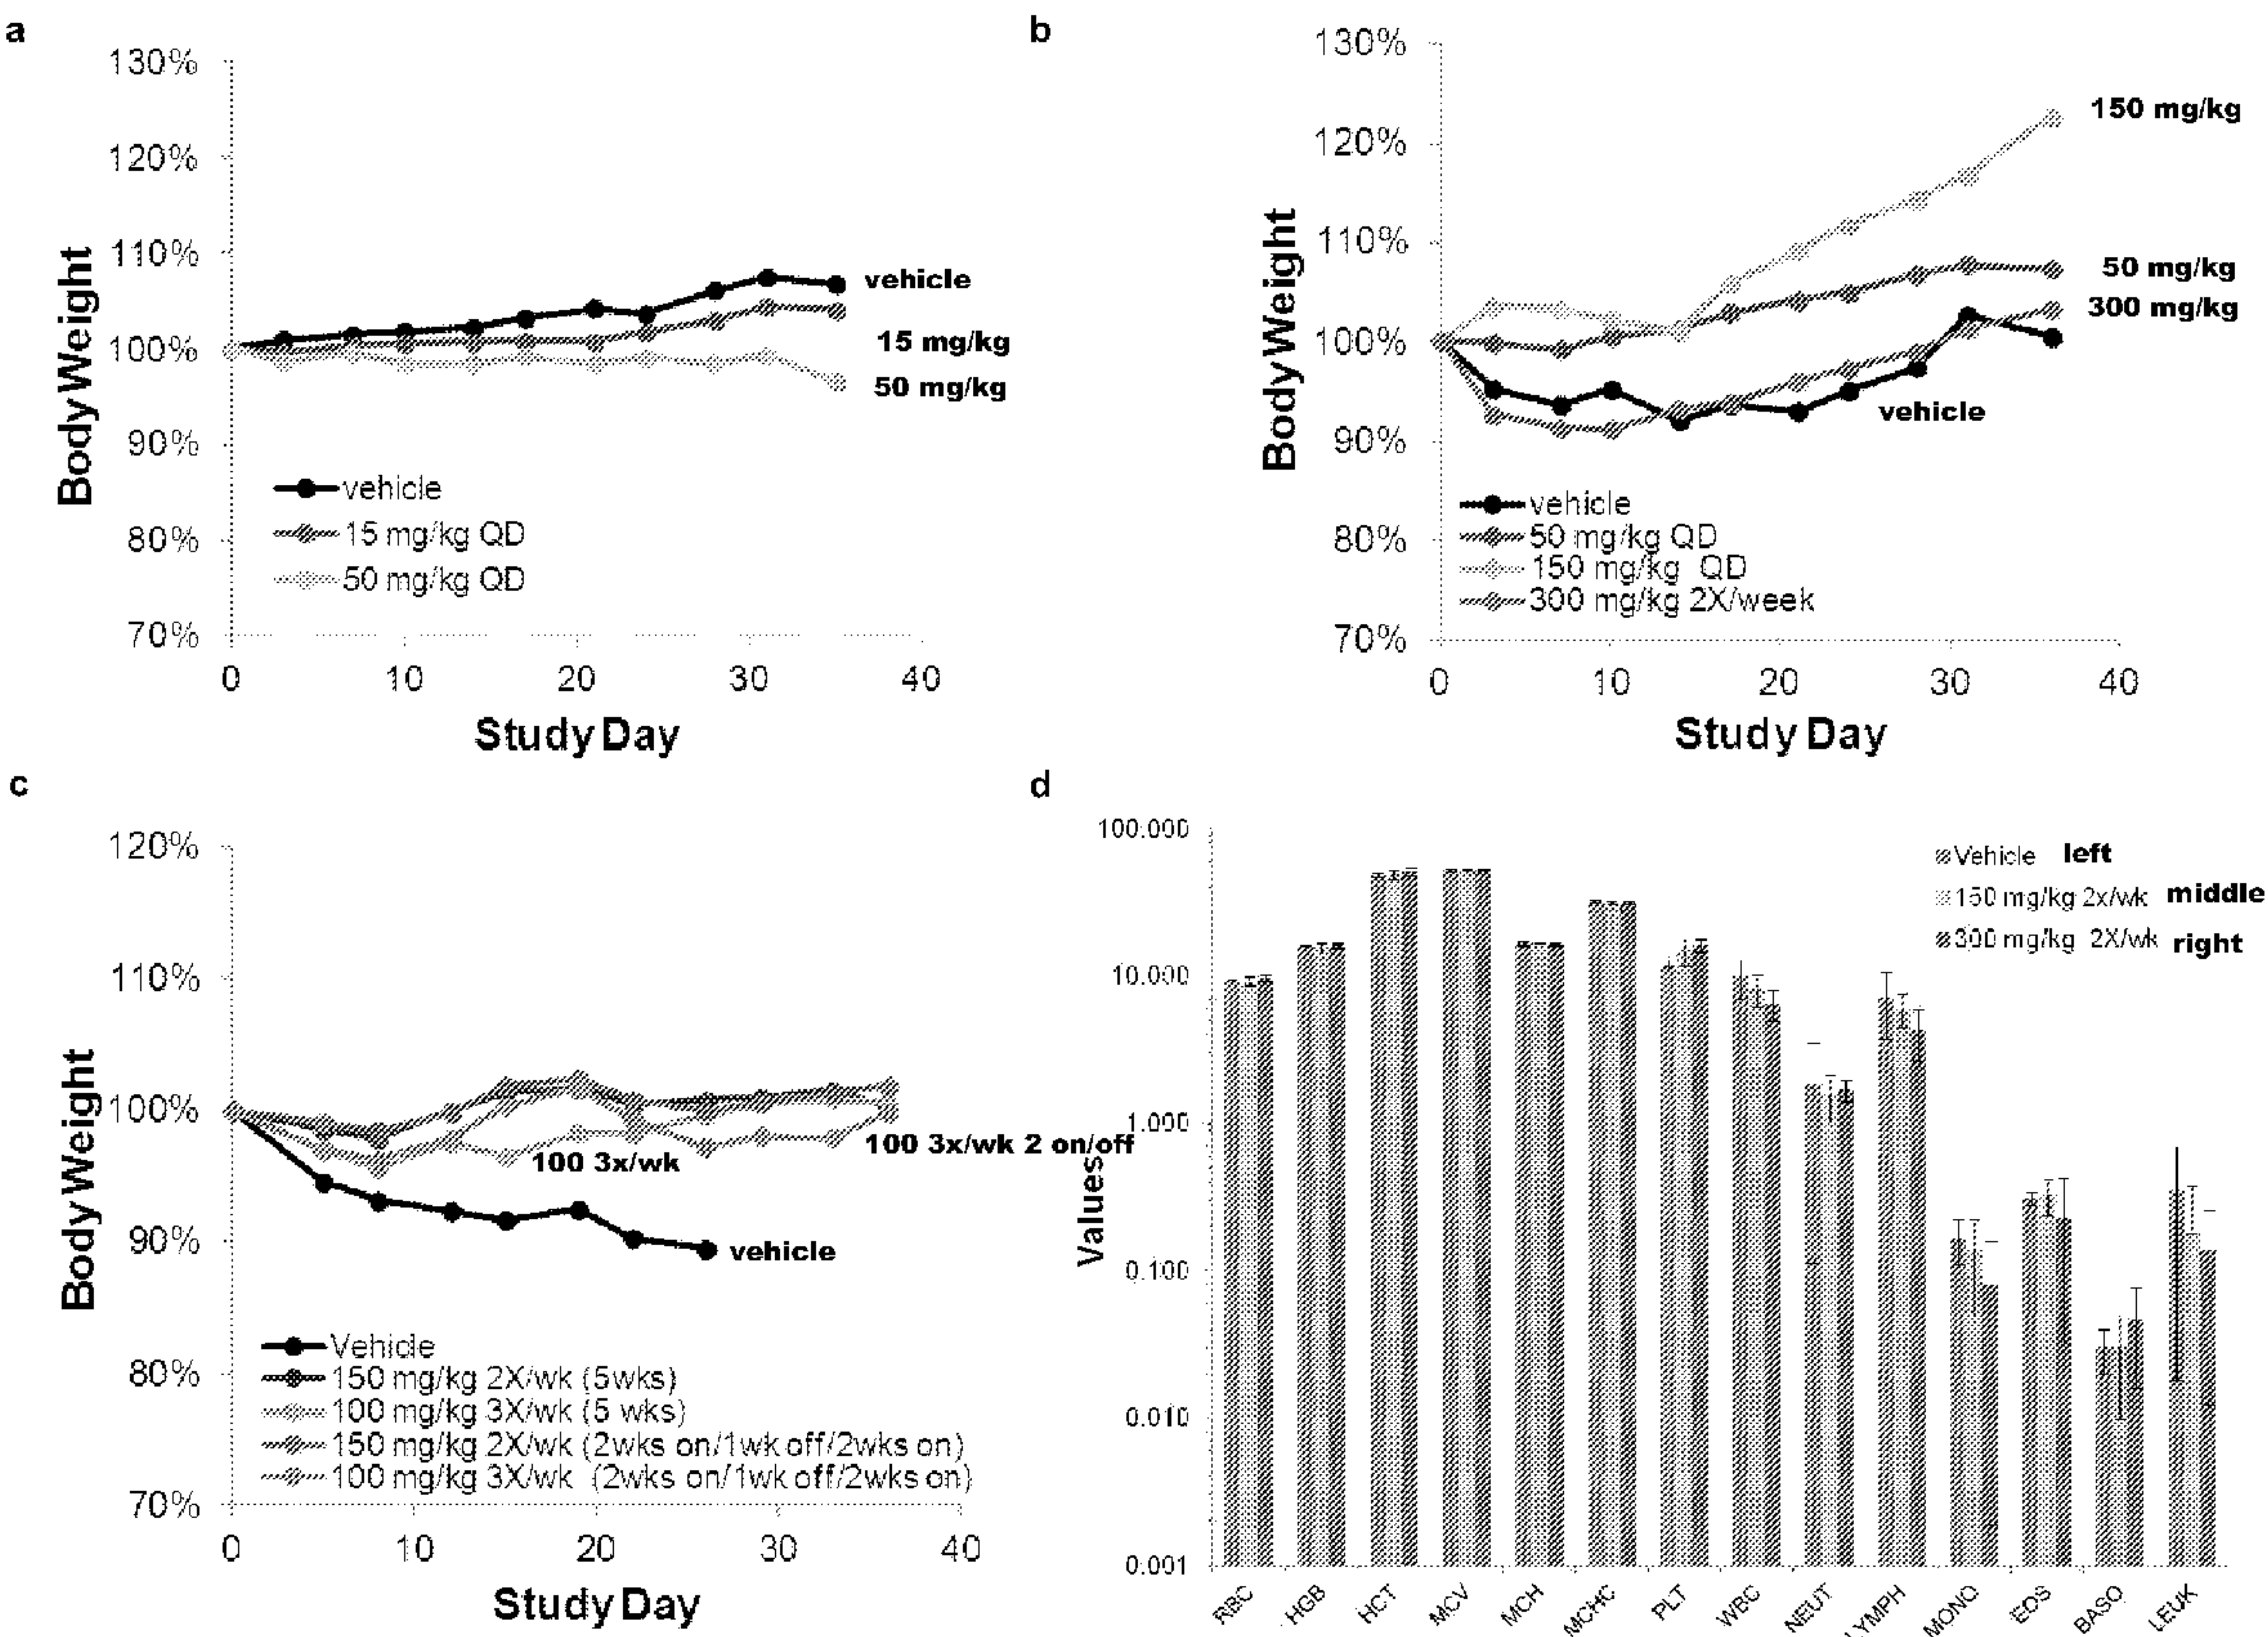 a
130%
120%
110%
100%
90%
80%
70%
Body Weight
vehicle
15 mg/kg
50 mg/kg
vehicle
15 mg/kg QD
50 mg/kg QD
0 10 20 30 40
Study Day
b
130%
120%
110%
100%
90%
80%
70%
Body Weight
150 mg/kg
50 mg/kg
300 mg/kg
vehicle
vehicle
50 mg/kg QD
150 mg/kg QD
300 mg/kg 2X/week
0 10 20 30 40
Study Day
c
120%
110%
100%
90%
80%
70%
Body Weight
100 3x/wk
100 3x/wk 2 on/off
vehicle
Vehicle
150 mg/kg 2X/wk (5wks)
100 mg/kg 3X/wk (5 wks)
150 mg/kg 2X/wk (2wks on/1wk off/2wks on)
100 mg/kg 3X/wk (2wks on/1wk off/2wks on)
0 10 20 30 40
Study Day
d
100.000
10.000
1.000
0.100
0.010
0.001
Values
Vehicle left
150 mg/kg 2x/wk middle
300 mg/kg 2X/wk right
RBC HGB HCT MCV MCH MCHC PLT WBC NEUT LYMPH MONO EOS BASO LEUK